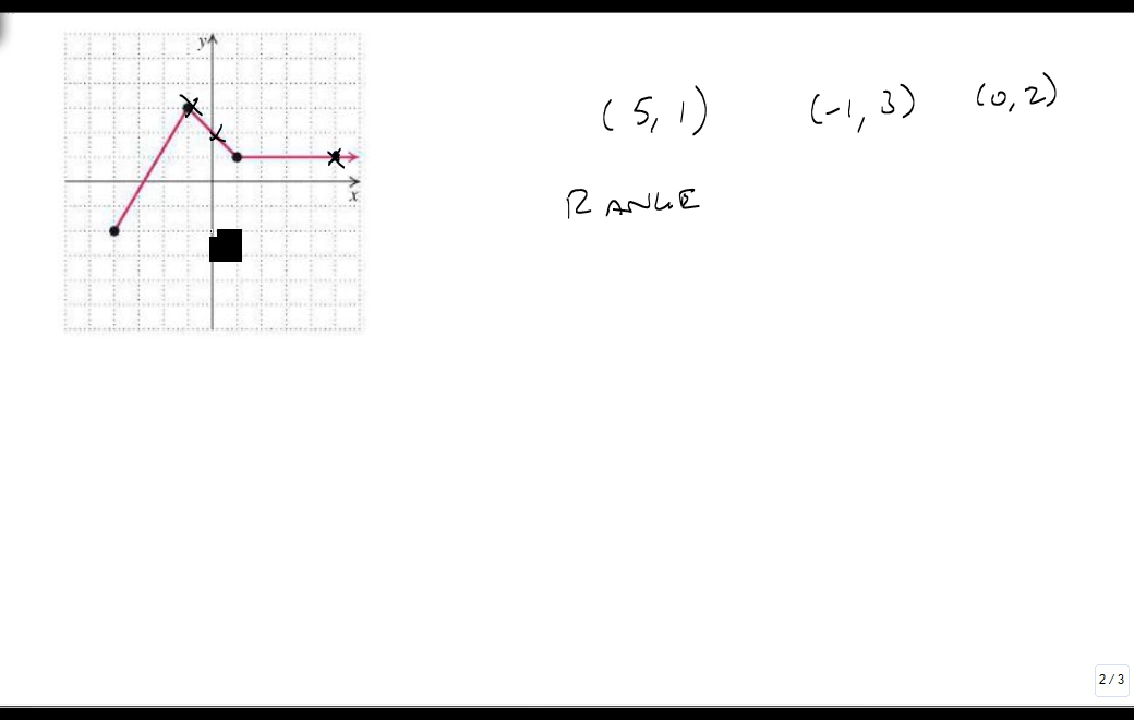 y
(5, 1) (-1, 3) (0, 2)
x
RANGE
2 / 3